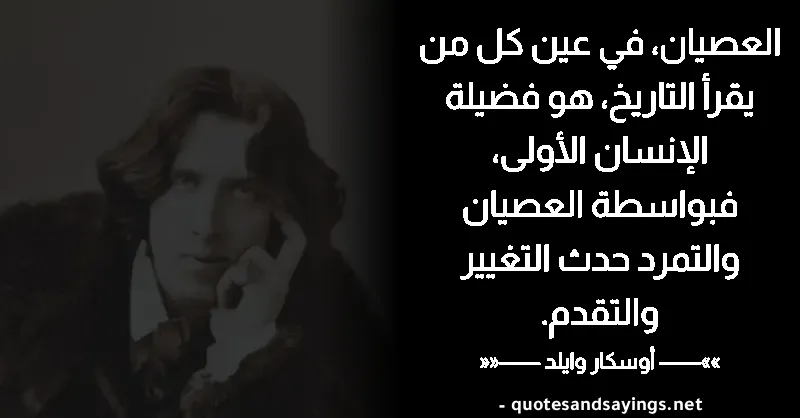 العصيان، في عين كل من
يقرأ التاريخ، هو فضيلة
الإنسان الأولى،
فبواسطة العصيان
والتمرد حدث التغيير
والتقدم.
»»—— أوسكار وايلد ——««
- quotesandsayings.net